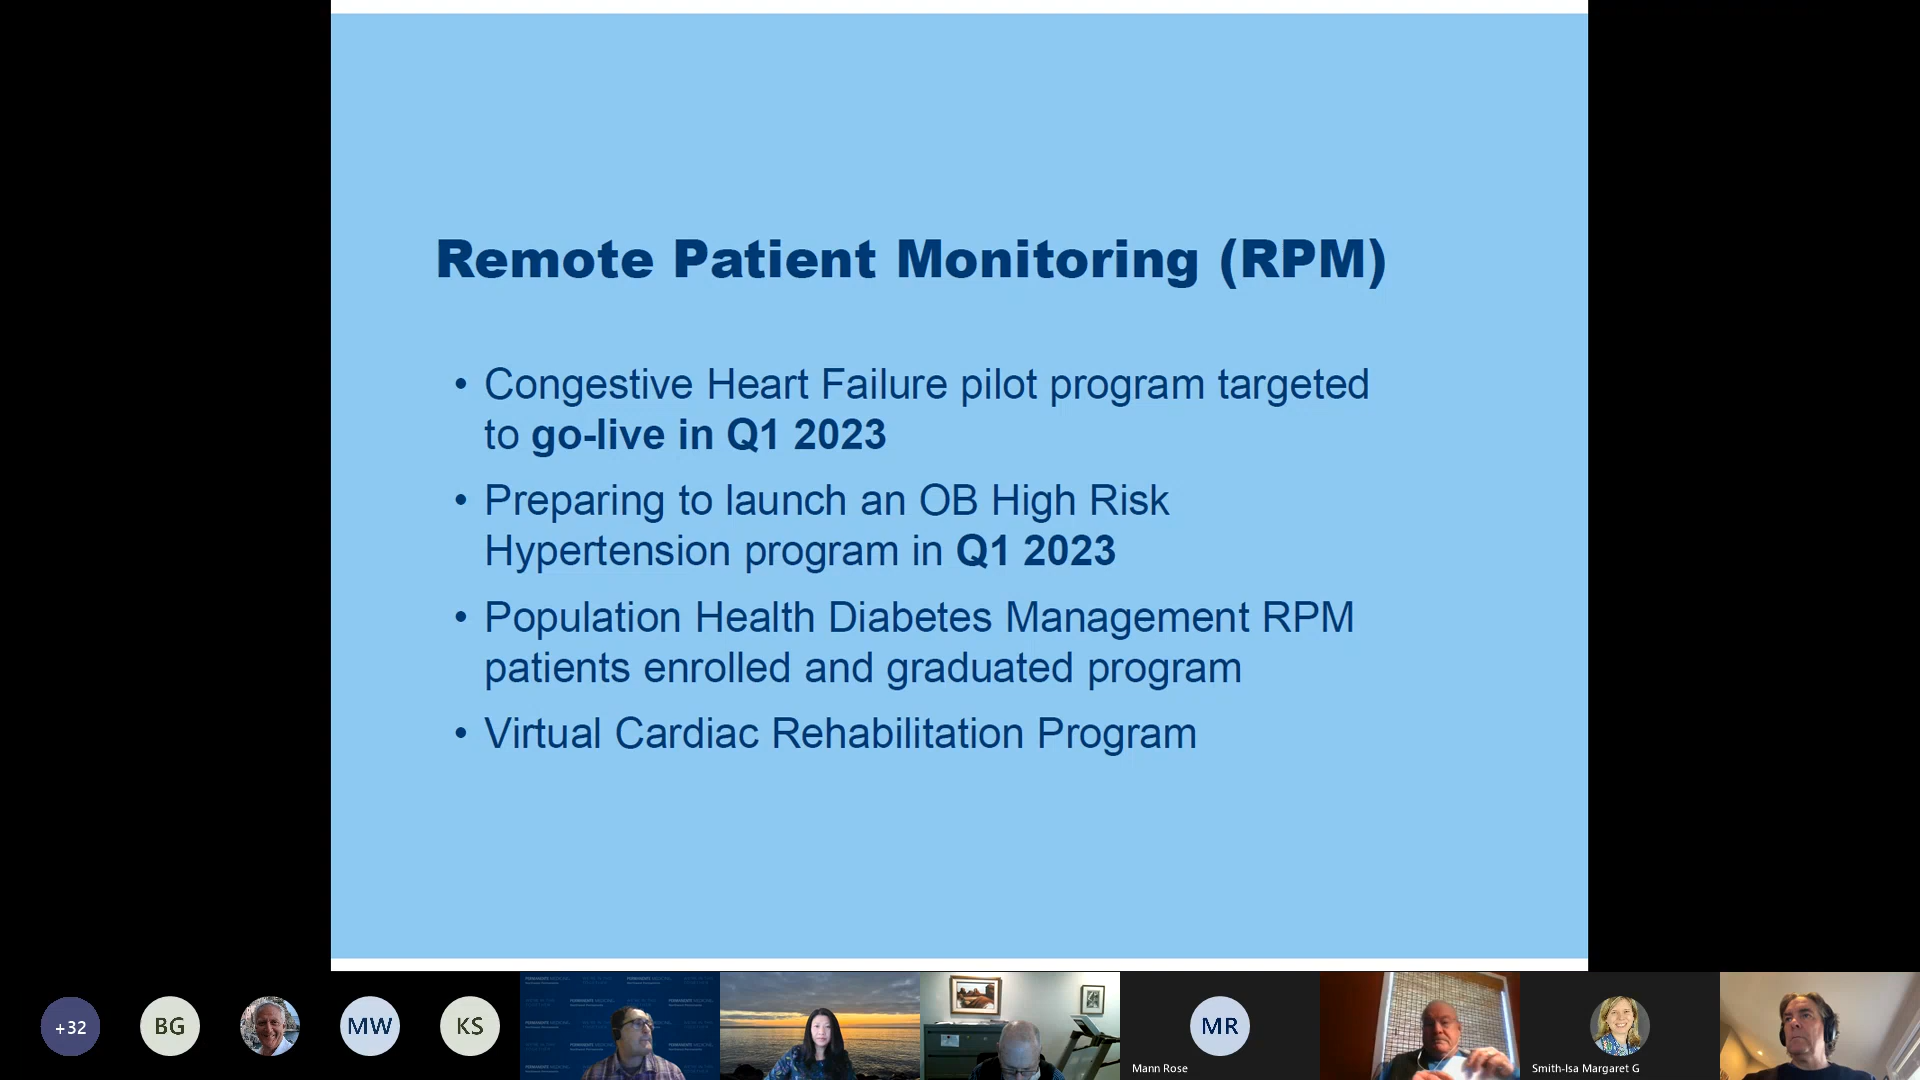 Remote Patient Monitoring (RPM)
• Congestive Heart Failure pilot program targeted
to go-live in Q1 2023
• Preparing to launch an OB High Risk
Hypertension program in Q1 2023
• Population Health Diabetes Management RPM
patients enrolled and graduated program
• Virtual Cardiac Rehabilitation Program
+32
BG
MW
KS
MR
Mann Rose
Smith-Isa Margaret G